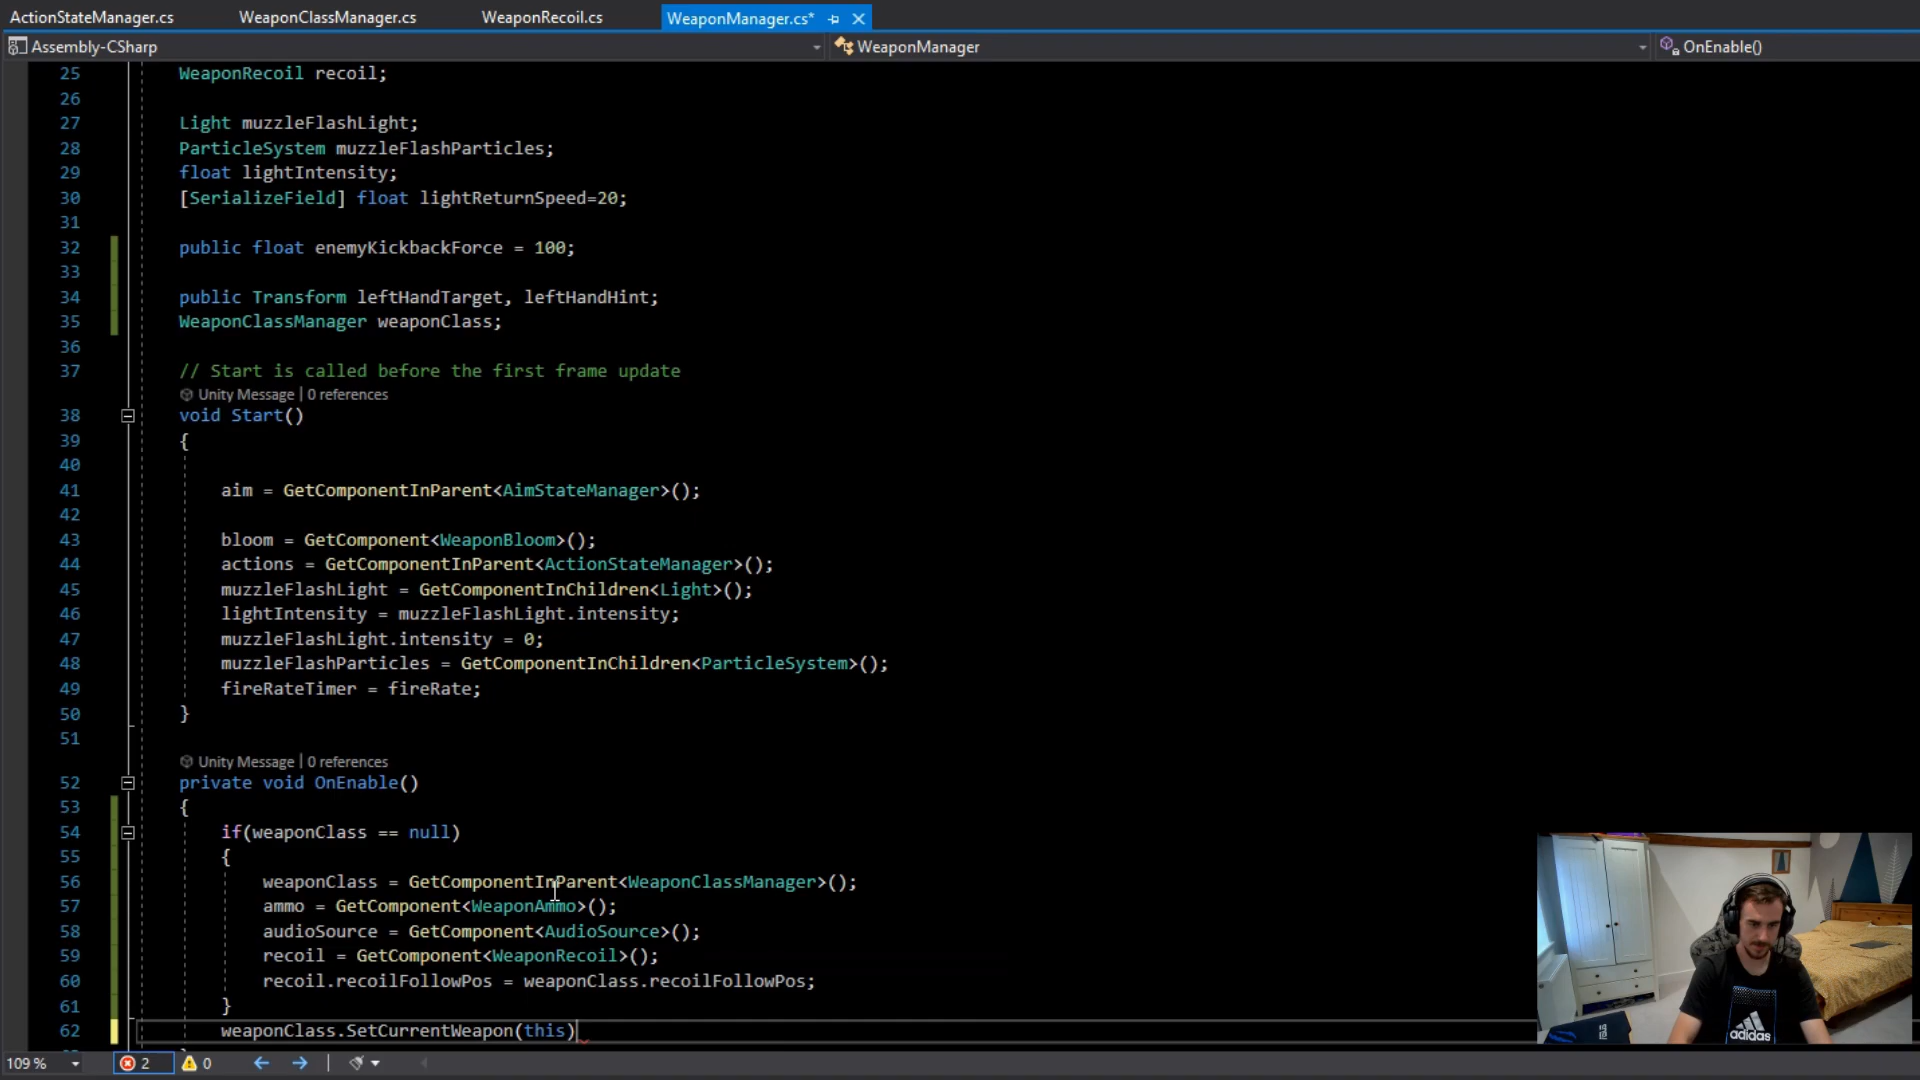 ActionStateManager.cs WeaponClassManager.cs WeaponRecoil.cs WeaponManager.cs*
Assembly-CSharp WeaponManager OnEnable()
25 WeaponRecoil recoil;
26
27 Light muzzleFlashLight;
28 ParticleSystem muzzleFlashParticles;
29 float lightIntensity;
30 [SerializeField] float lightReturnSpeed=20;
31
32 public float enemyKickbackForce = 100;
33
34 public Transform leftHandTarget, leftHandHint;
35 WeaponClassManager weaponClass;
36
37 // Start is called before the first frame update
Unity Message | 0 references
38 void Start()
39 {
40
41 aim = GetComponentInParent<AimStateManager>();
42
43 bloom = GetComponent<WeaponBloom>();
44 actions = GetComponentInParent<ActionStateManager>();
45 muzzleFlashLight = GetComponentInChildren<Light>();
46 lightIntensity = muzzleFlashLight.intensity;
47 muzzleFlashLight.intensity = 0;
48 muzzleFlashParticles = GetComponentInChildren<ParticleSystem>();
49 fireRateTimer = fireRate;
50 }
51
Unity Message | 0 references
52 private void OnEnable()
53 {
54 if(weaponClass == null)
55 {
56 weaponClass = GetComponentInParent<WeaponClassManager>();
57 ammo = GetComponent<WeaponAmmo>();
58 audioSource = GetComponent<AudioSource>();
59 recoil = GetComponent<WeaponRecoil>();
60 recoil.recoilFollowPos = weaponClass.recoilFollowPos;
61 }
62 weaponClass.SetCurrentWeapon(this)
109 % 2 0
adidas